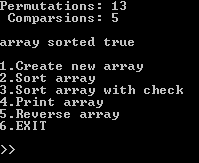 Permutations: 13
Comparsions: 5
array sorted true
1.Create new array
2.Sort array
3.Sort array with check
4.Print array
5.Reverse array
6.EXIT
>>